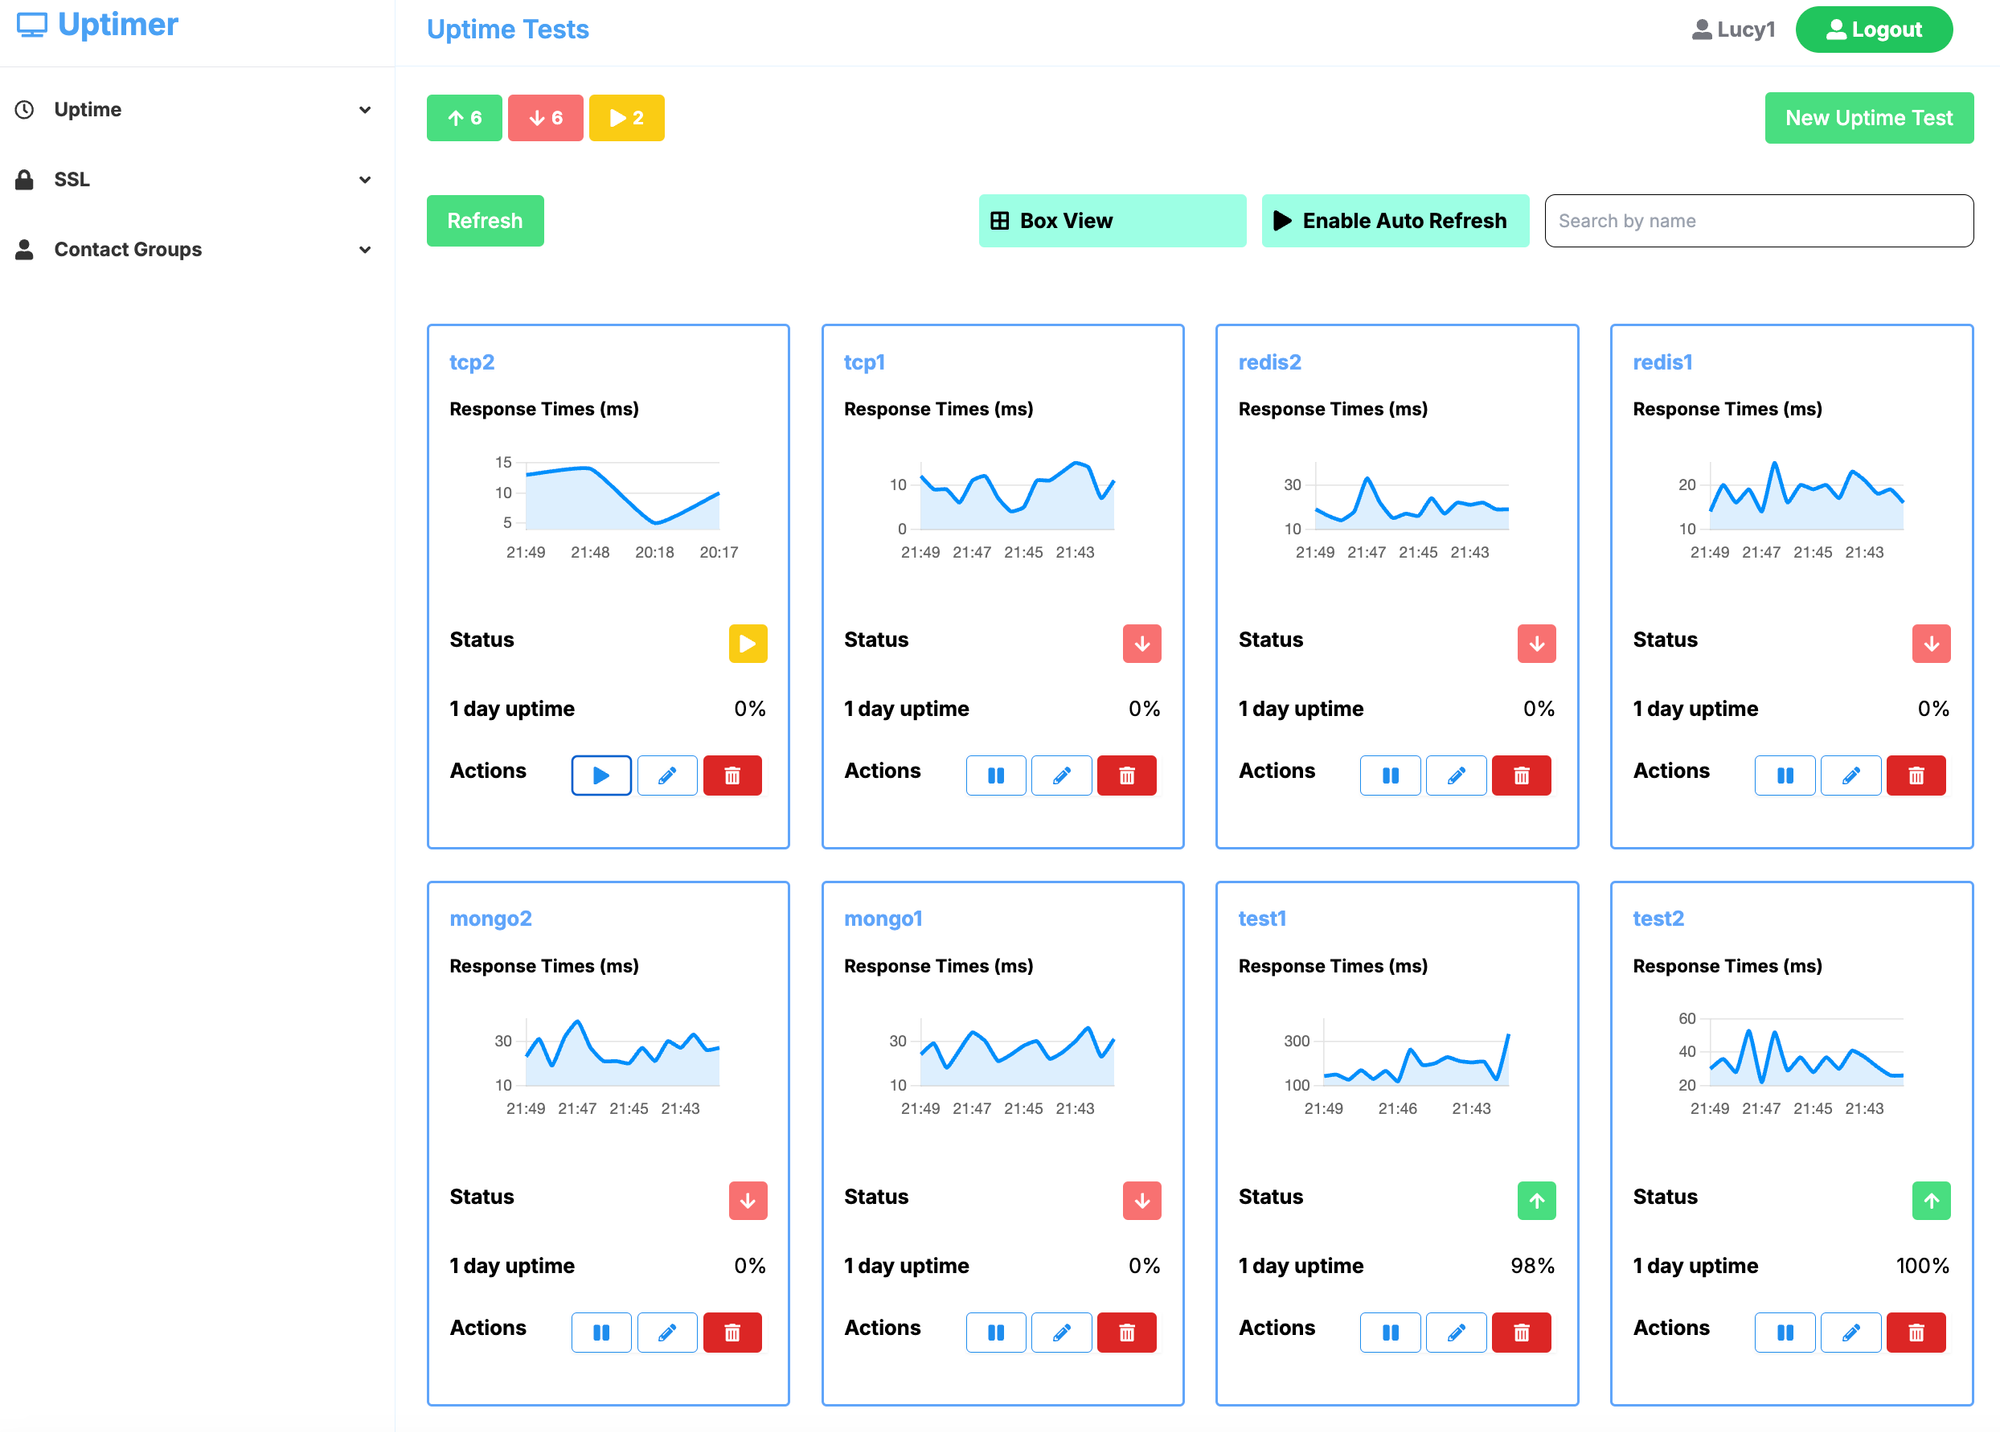 Uptimer
Uptime Tests
Lucy1
Logout
Uptime
SSL
Contact Groups
6
6
2
New Uptime Test
Refresh
Box View
Enable Auto Refresh
Search by name
tcp2
Response Times (ms)
15
10
5
21:49 21:48 20:18 20:17
Status
1 day uptime 0%
Actions
tcp1
Response Times (ms)
10
0
21:49 21:47 21:45 21:43
Status
1 day uptime 0%
Actions
redis2
Response Times (ms)
30
10
21:49 21:47 21:45 21:43
Status
1 day uptime 0%
Actions
redis1
Response Times (ms)
20
10
21:49 21:47 21:45 21:43
Status
1 day uptime 0%
Actions
mongo2
Response Times (ms)
30
10
21:49 21:47 21:45 21:43
Status
1 day uptime 0%
Actions
mongo1
Response Times (ms)
30
10
21:49 21:47 21:45 21:43
Status
1 day uptime 0%
Actions
test1
Response Times (ms)
300
100
21:49 21:46 21:43
Status
1 day uptime 98%
Actions
test2
Response Times (ms)
60
40
20
21:49 21:47 21:45 21:43
Status
1 day uptime 100%
Actions